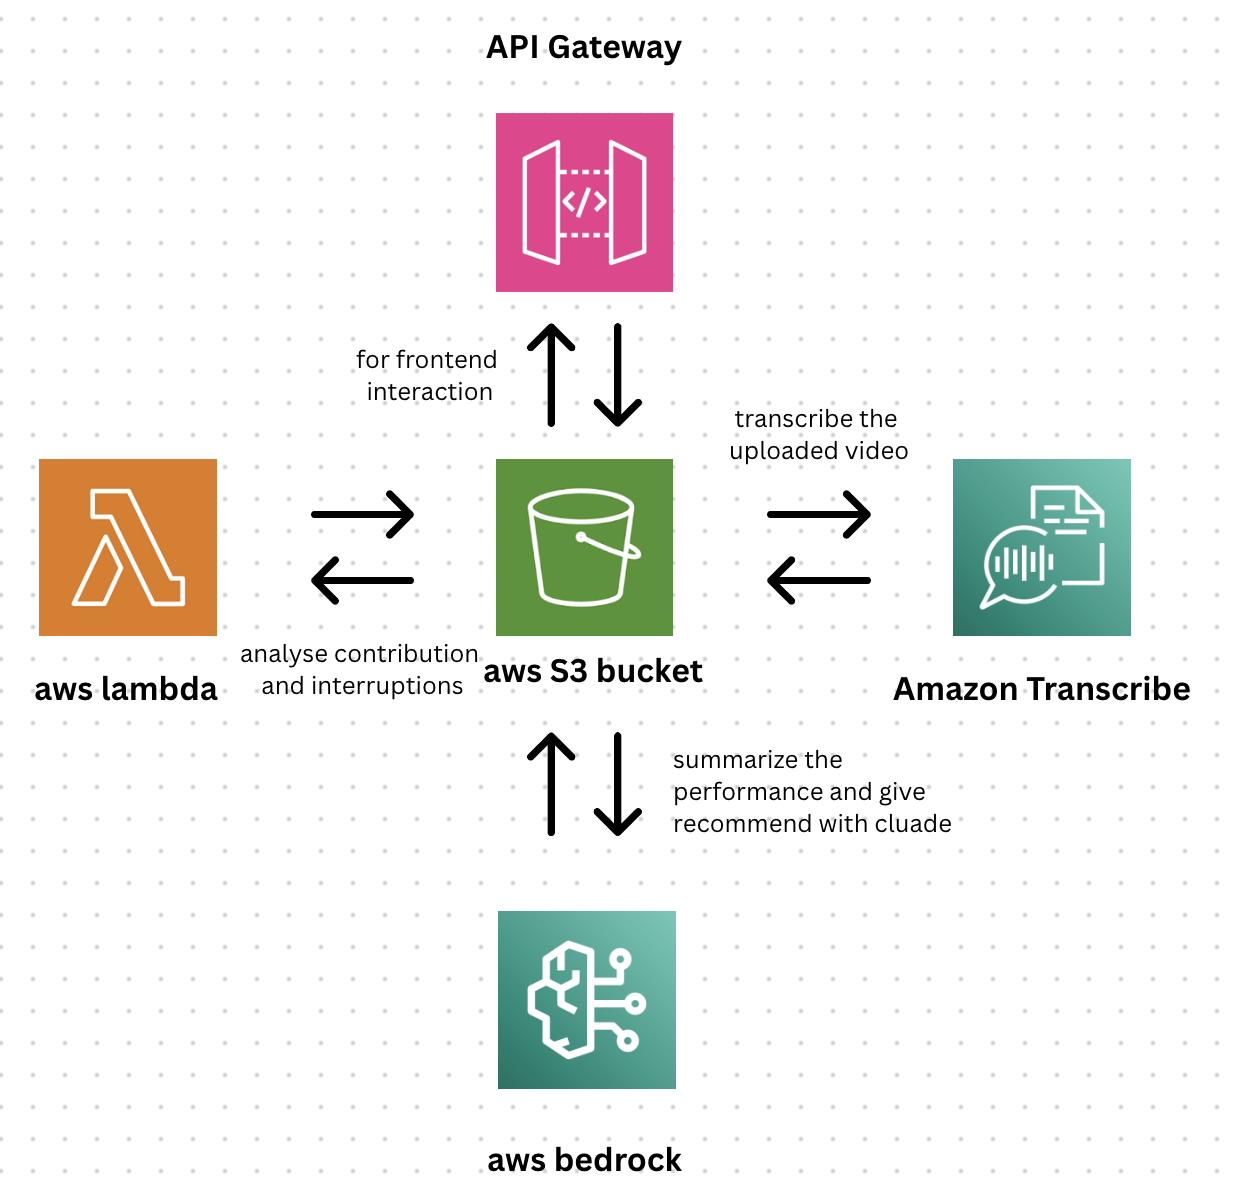 API Gateway
</>
for frontend
interaction
transcribe the
uploaded video
analyse contribution
and interruptions
aws lambda
aws S3 bucket
Amazon Transcribe
summarize the
performance and give
recommend with cluade
aws bedrock